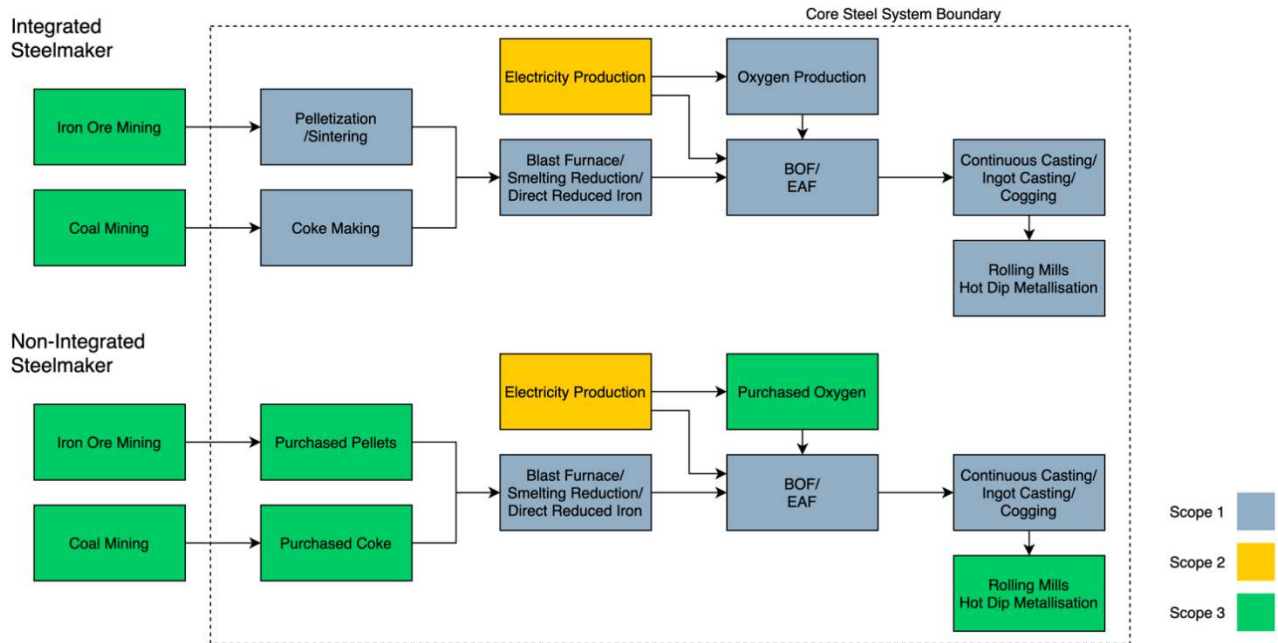 Core Steel System Boundary
Integrated
Steelmaker
Electricity Production
Oxygen Production
Iron Ore Mining
Pelletization
/Sintering
Blast Furnace/
Smelting Reduction/
Direct Reduced Iron
BOF/
EAF
Continuous Casting/
Ingot Casting/
Cogging
Coal Mining
Coke Making
Rolling Mills
Hot Dip Metallisation
Non-Integrated
Steelmaker
Electricity Production
Purchased Oxygen
Iron Ore Mining
Purchased Pellets
Blast Furnace/
Smelting Reduction/
Direct Reduced Iron
BOF/
EAF
Continuous Casting/
Ingot Casting/
Cogging
Coal Mining
Purchased Coke
Rolling Mills
Hot Dip Metallisation
Scope 1
Scope 2
Scope 3